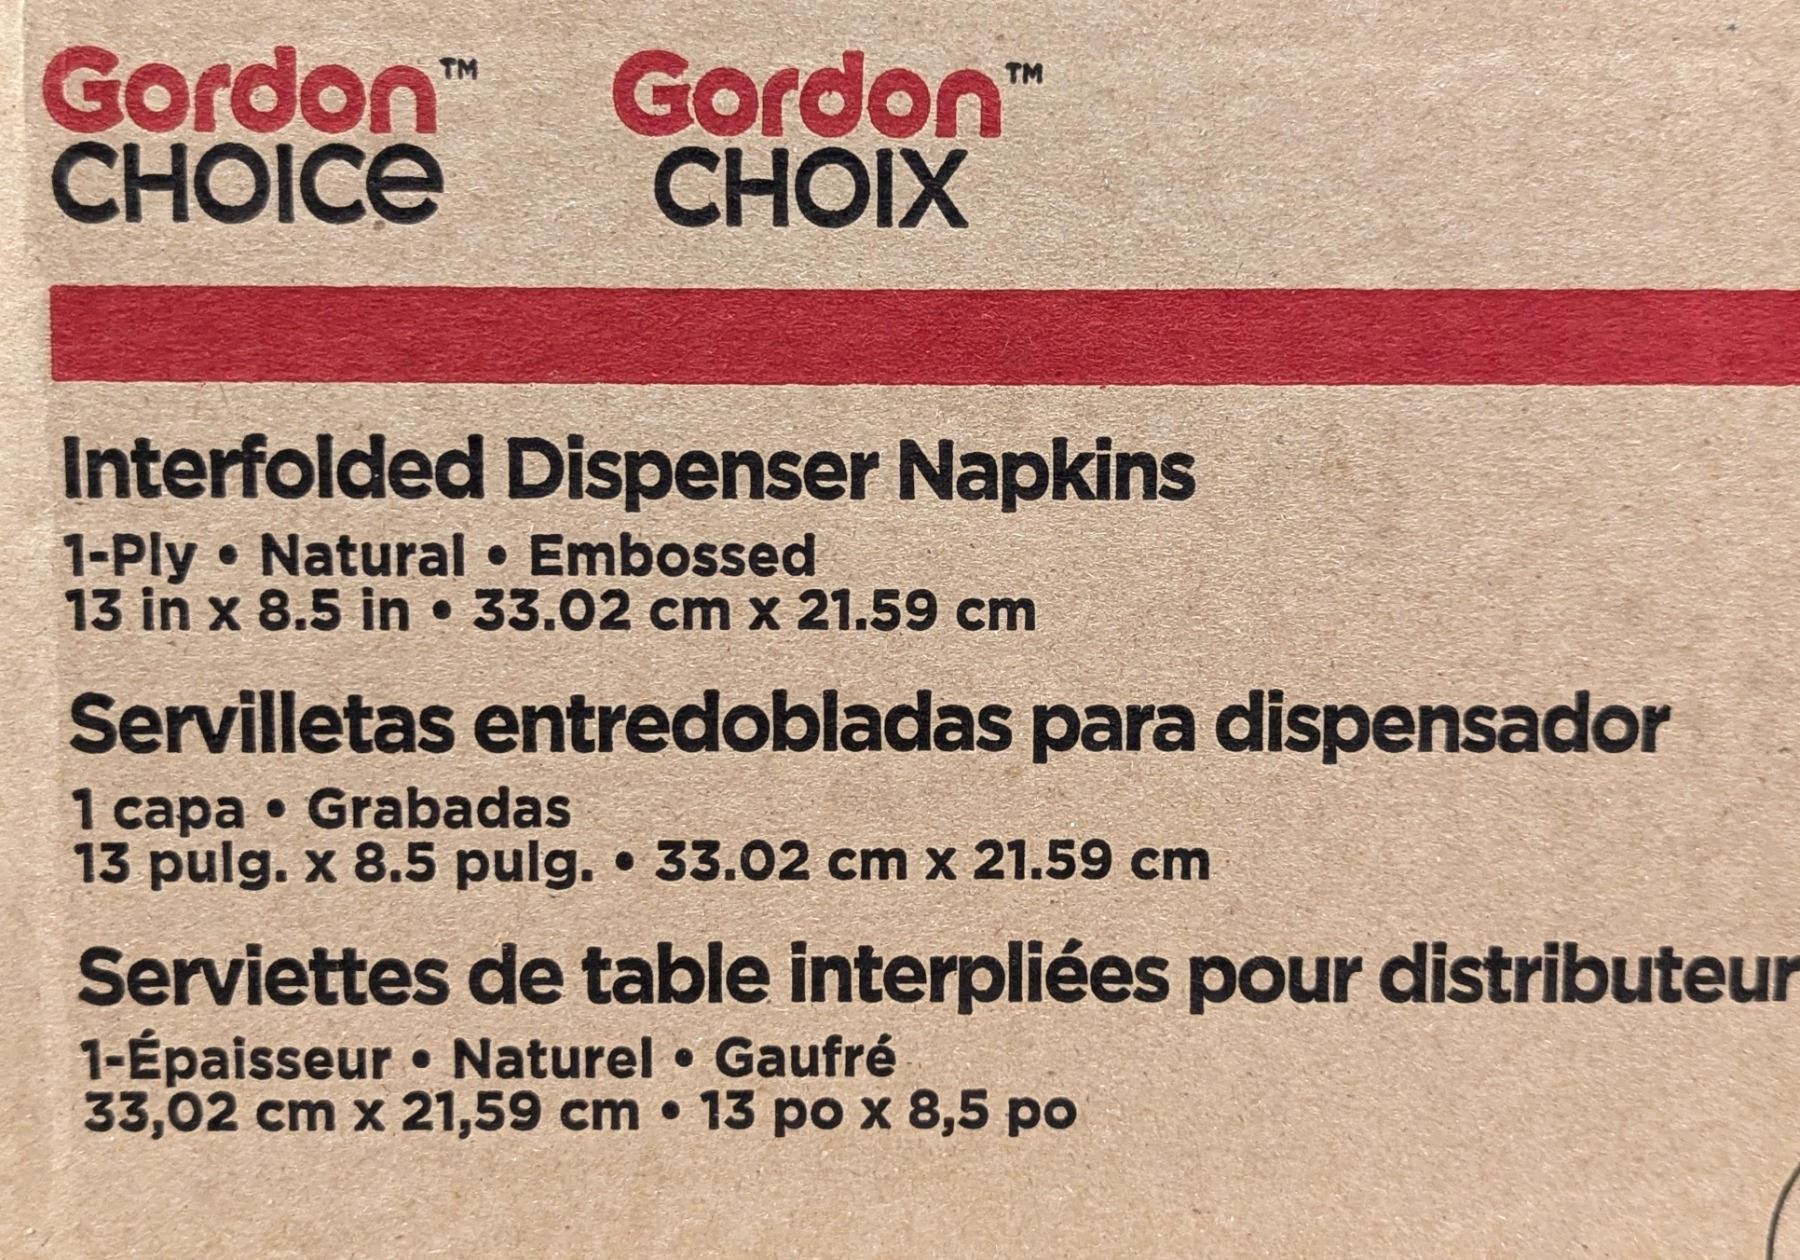 Gordon™ Gordon™
CHOICe CHOIX
Interfolded Dispenser Napkins
1-Ply • Natural • Embossed
13 in x 8.5 in • 33.02 cm x 21.59 cm
Servilletas entredobladas para dispensador
1 capa • Grabadas
13 pulg. x 8.5 pulg. • 33.02 cm x 21.59 cm
Serviettes de table interpliées pour distributeur
1-Épaisseur • Naturel • Gaufré
33,02 cm x 21,59 cm • 13 po x 8,5 po